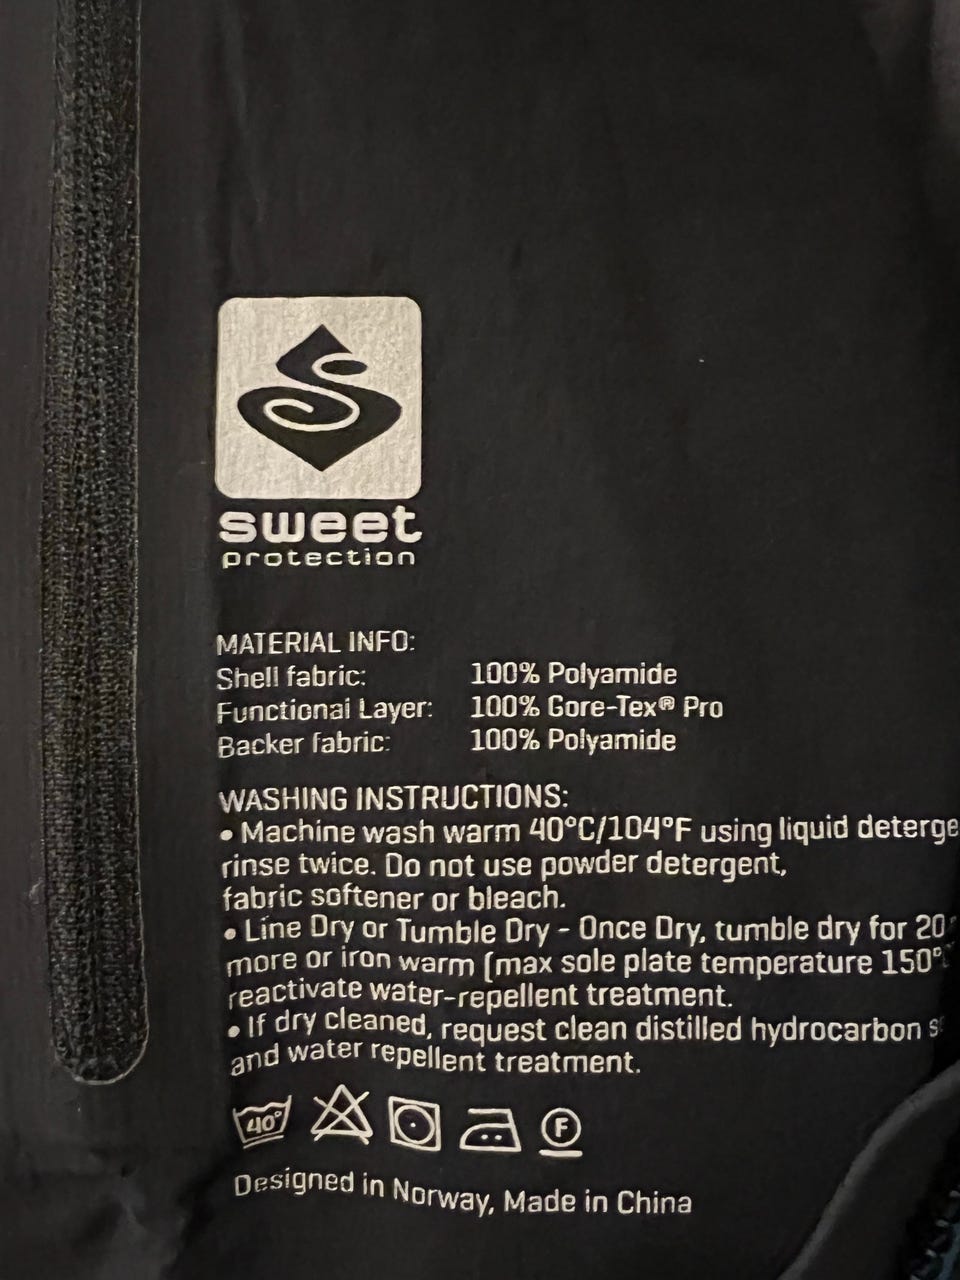 sweet
protection
MATERIAL INFO:
Shell fabric: 100% Polyamide
Functional Layer: 100% Gore-Tex® Pro
Backer fabric: 100% Polyamide
WASHING INSTRUCTIONS:
• Machine wash warm 40°C/104°F using liquid deterge
rinse twice. Do not use powder detergent,
fabric softener or bleach.
• Line Dry or Tumble Dry - Once Dry, tumble dry for 20
more or iron warm (max sole plate temperature 150°
reactivate water-repellent treatment.
• If dry cleaned, request clean distilled hydrocarbon s
and water repellent treatment.
40° F
Designed in Norway, Made in China